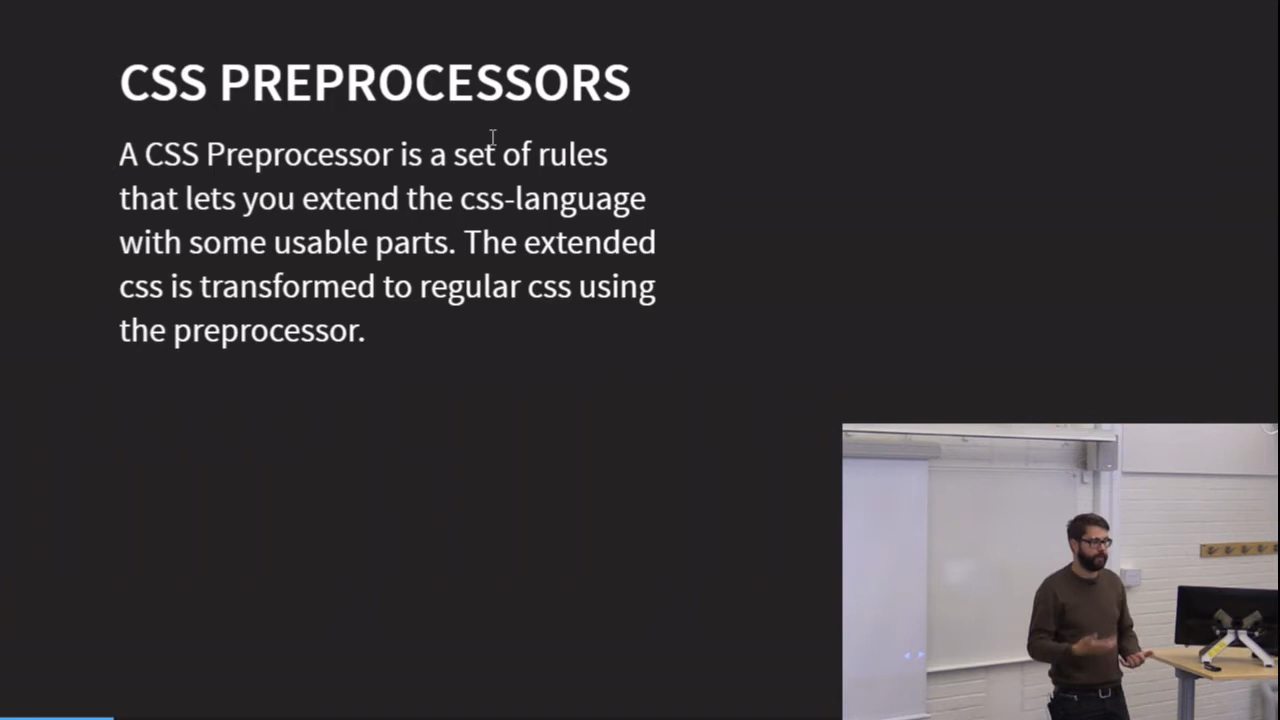 CSS PREPROCESSORS
A CSS Preprocessor is a set of rules
that lets you extend the css-language
with some usable parts. The extended
css is transformed to regular css using
the preprocessor.